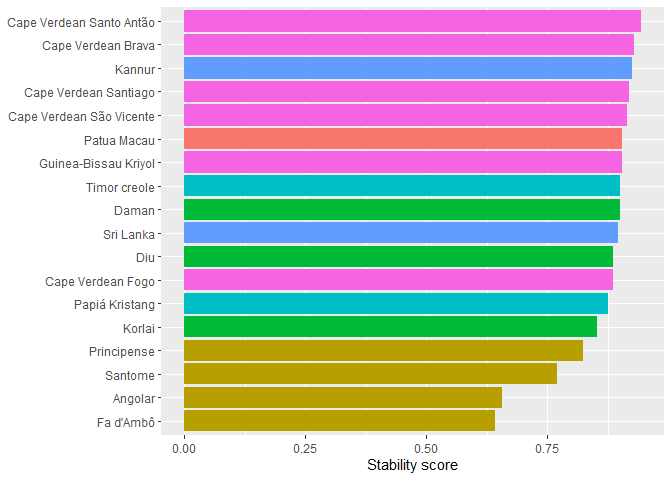 Cape Verdean Santo Antão
Cape Verdean Brava
Kannur
Cape Verdean Santiago
Cape Verdean São Vicente
Patua Macau
Guinea-Bissau Kriyol
Timor creole
Daman
Sri Lanka
Diu
Cape Verdean Fogo
Papiá Kristang
Korlai
Principense
Santome
Angolar
Fa d'Ambô
0.00 0.25 0.50 0.75
Stability score